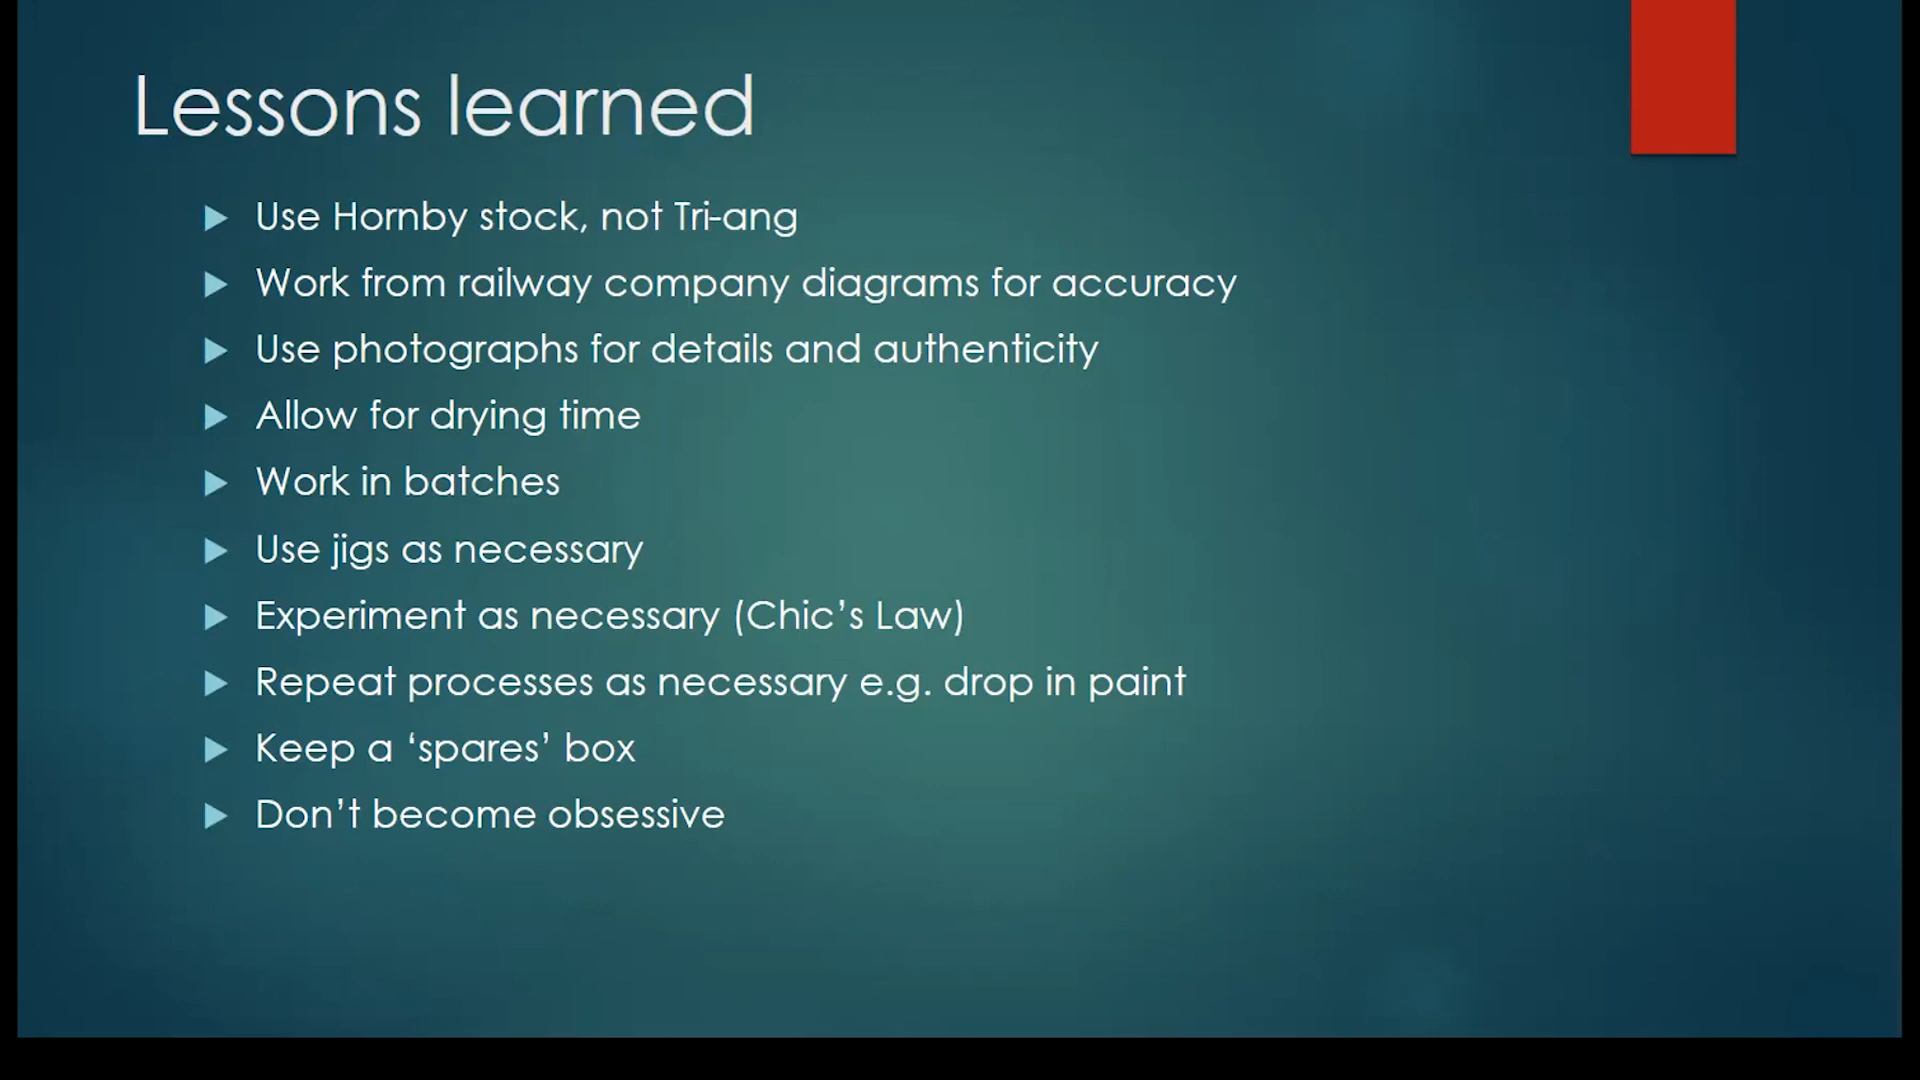 Lessons learned
Use Hornby stock, not Tri-ang
Work from railway company diagrams for accuracy
Use photographs for details and authenticity
Allow for drying time
Work in batches
Use jigs as necessary
Experiment as necessary (Chic’s Law)
Repeat processes as necessary e.g. drop in paint
Keep a ‘spares’ box
Don’t become obsessive